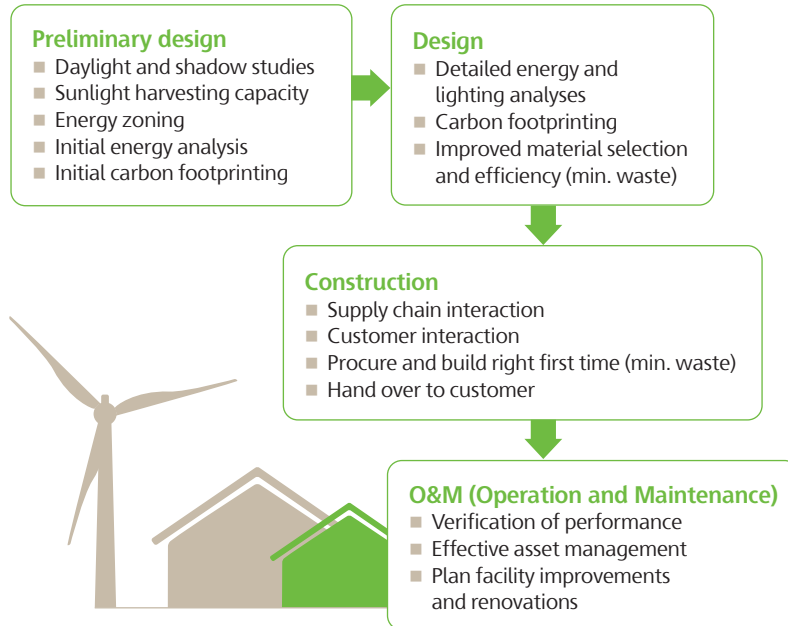 Preliminary design
Daylight and shadow studies
Sunlight harvesting capacity
Energy zoning
Initial energy analysis
Initial carbon footprinting
Design
Detailed energy and
lighting analyses
Carbon footprinting
Improved material selection
and efficiency (min. waste)
Construction
Supply chain interaction
Customer interaction
Procure and build right first time (min. waste)
Hand over to customer
O&M (Operation and Maintenance)
Verification of performance
Effective asset management
Plan facility improvements
and renovations